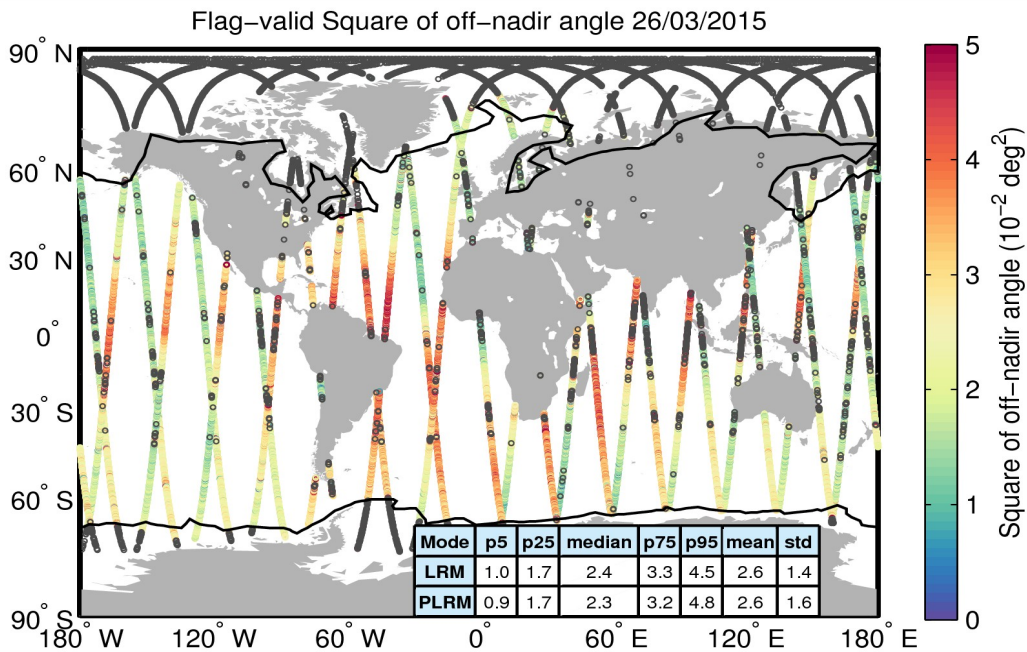 Flag-valid Square of off-nadir angle 26/03/2015
90° N
60° N
30° N
0°
30° S
60° S
90° S
180° W
120° W
60° W
0°
60° E
120° E
180° E
Mode p5 p25 median p75 p95 mean std
LRM 1.0 1.7 2.4 3.3 4.5 2.6 1.4
PLRM 0.9 1.7 2.3 3.2 4.8 2.6 1.6
5
4
3
2
1
0
Square of off-nadir angle (10⁻² deg²)